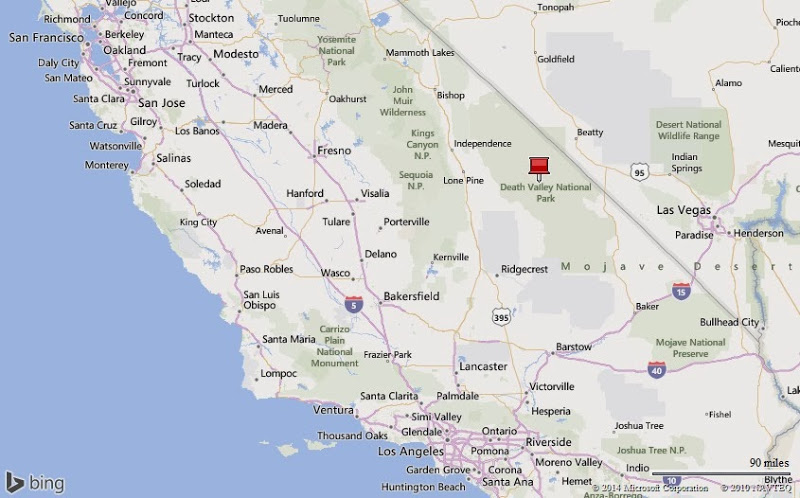 Vallejo
Richmond
Concord
Stockton
Tuolumne
Tonopah
Pioche
San Francisco
Berkeley
Oakland
Manteca
Yosemite
National
Park
Daly City
Fremont
Tracy
Modesto
Mammoth Lakes
Goldfield
Caliente
San Mateo
Sunnyvale
Turlock
Alamo
Santa Clara
San Jose
Merced
Oakhurst
John
Muir
Wilderness
Bishop
Santa Cruz
Gilroy
Los Banos
Madera
Kings
Canyon
N.P.
Independence
Beatty
Desert National
Wildlife Range
Watsonville
Fresno
Mesquit
Monterey
Salinas
Sequoia
N.P.
Lone Pine
95
Indian
Springs
Soledad
Hanford
Visalia
Death Valley National
Park
King City
Tulare
Porterville
Las Vegas
Avenal
Paradise
Henderson
Delano
Kernville
Paso Robles
Wasco
Ridgecrest
Mojave Desert
San Luis
Obispo
5
Bakersfield
15
395
Baker
Bullhead City
Santa Maria
Carrizo
Plain
National
Monument
Frazier Park
Barstow
Mojave National
Preserve
Lompoc
Lancaster
40
Palmdale
Victorville
La
Santa Clarita
Ventura
Simi Valley
Hesperia
Fishel
Thousand Oaks
Glendale
Ontario
Joshua Tree
Los Angeles
Pomona
Riverside
Joshua Tree N.P.
Garden Grove
Corona
Moreno Valley
Indio
90 miles
Huntington Beach
Santa Ana
Hemet
10
Blythe
Anza-Borrego
bing
© 2014 Microsoft Corporation © 2010 NAVTEQ